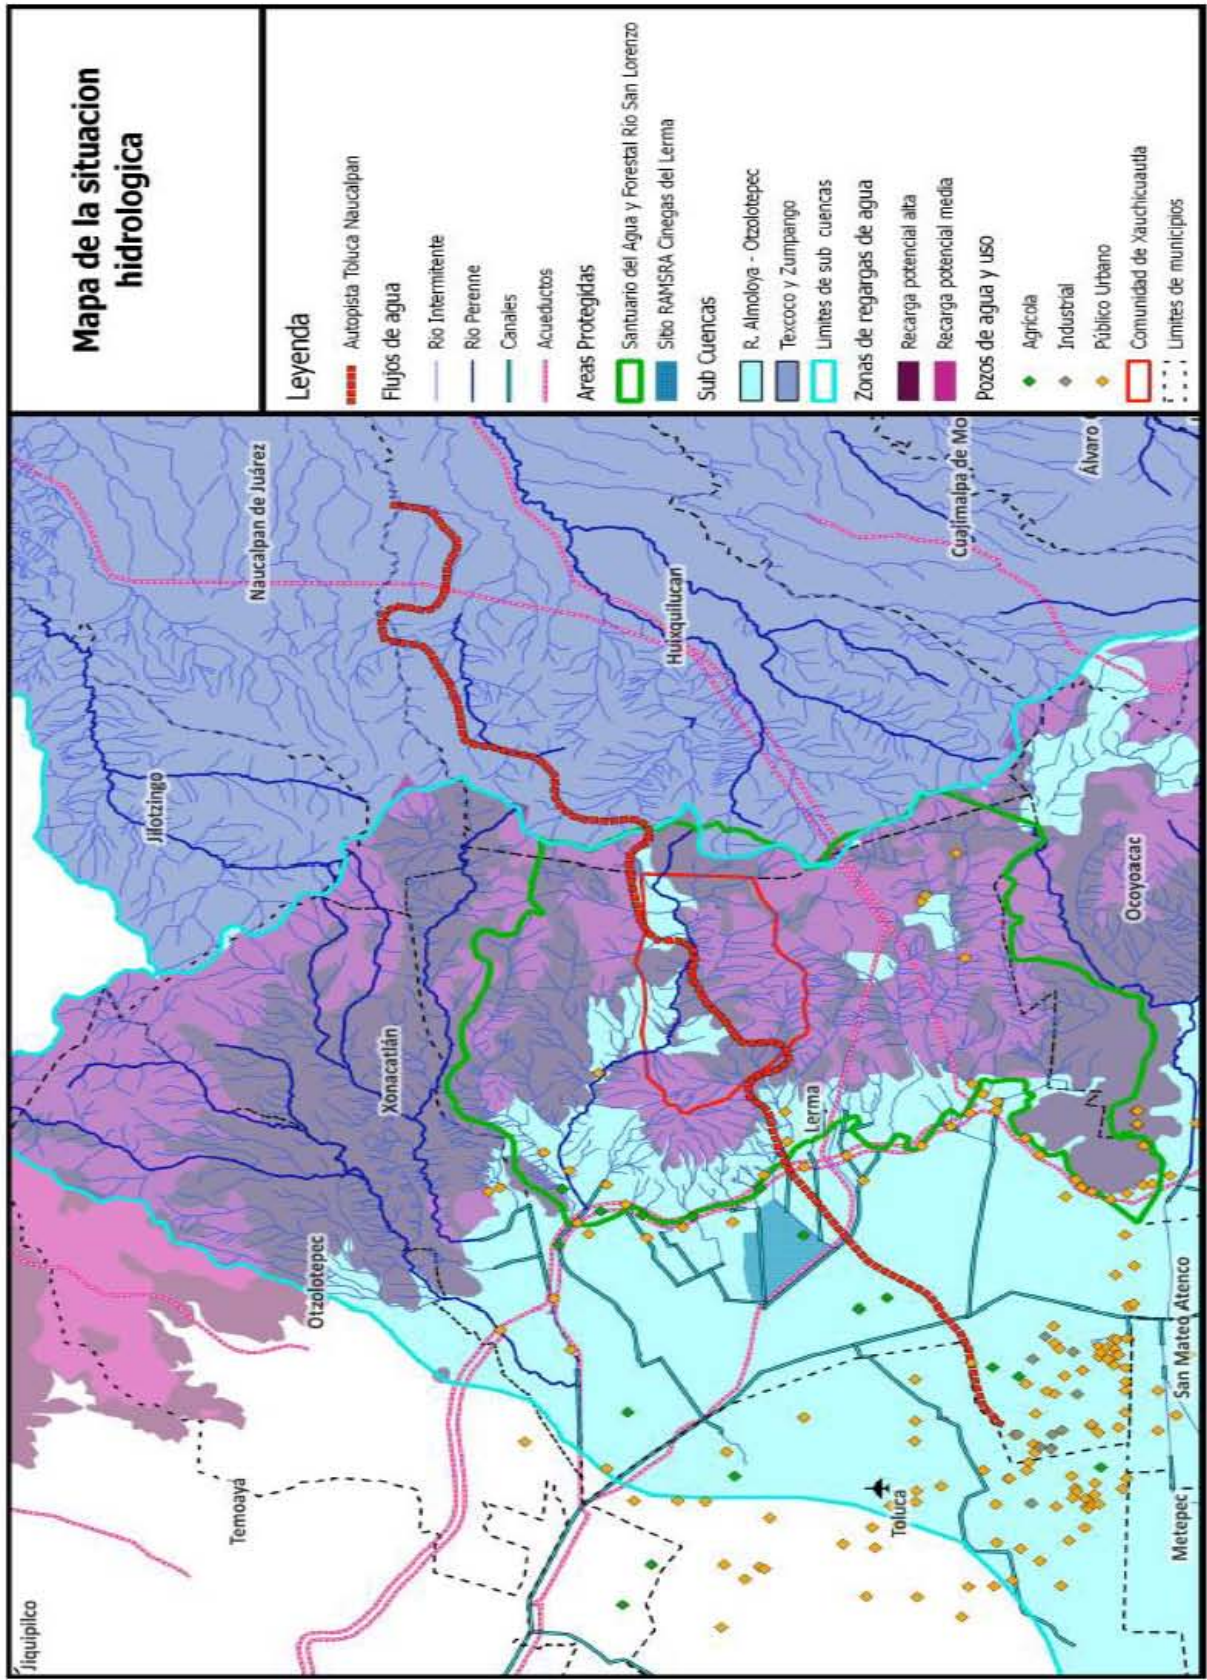 Mapa de la situacion
hidrologica
Leyenda
Autopista Toluca Naucalpan
Flujos de agua
Río Intermitente
Río Perenne
Canales
Acueductos
Areas Protegidas
Santuario del Agua y Forestal Río San Lorenzo
Sitio RAMSRA Cinegas del Lerma
Sub Cuencas
R. Almoloya - Otzolotepec
Texcoco y Zumpango
Limites de sub cuencas
Zonas de regargas de agua
Recarga potencial alta
Recarga potencial media
Pozos de agua y uso
Agrícola
Industrial
Público Urbano
Comunidad de Xauchicuautla
Limites de municipios
Jiquipilco
Temoaya
Otzolotepec
Xonacatlán
Jilotzingo
Naucalpan de Juárez
Huixquilucan
Lerma
Toluca
Cuajimalpa de Mo
Álvaro
Ocoyoacac
San Mateo Atenco
Metepec